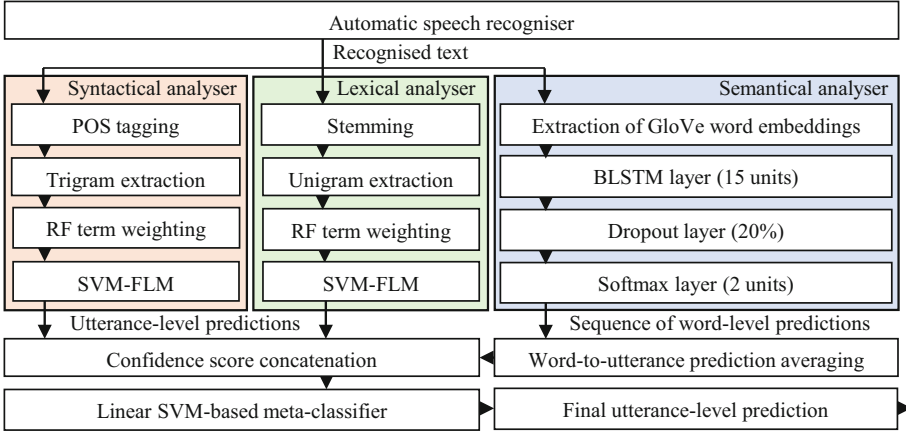 Automatic speech recogniser
Recognised text
Syntactical analyser
POS tagging
Trigram extraction
RF term weighting
SVM-FLM
Lexical analyser
Stemming
Unigram extraction
RF term weighting
SVM-FLM
Semantical analyser
Extraction of GloVe word embeddings
BLSTM layer (15 units)
Dropout layer (20%)
Softmax layer (2 units)
Utterance-level predictions
Sequence of word-level predictions
Confidence score concatenation
Word-to-utterance prediction averaging
Linear SVM-based meta-classifier
Final utterance-level prediction